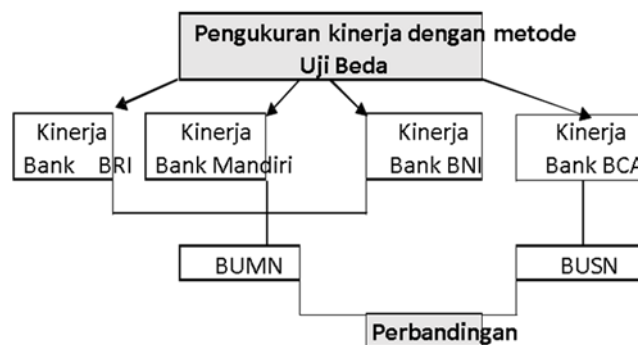 Pengukuran kinerja dengan metode
Uji Beda
Kinerja
Bank BRI
Kinerja
Bank Mandiri
Kinerja
Bank BNI
Kinerja
Bank BCA
BUMN
BUSN
Perbandingan